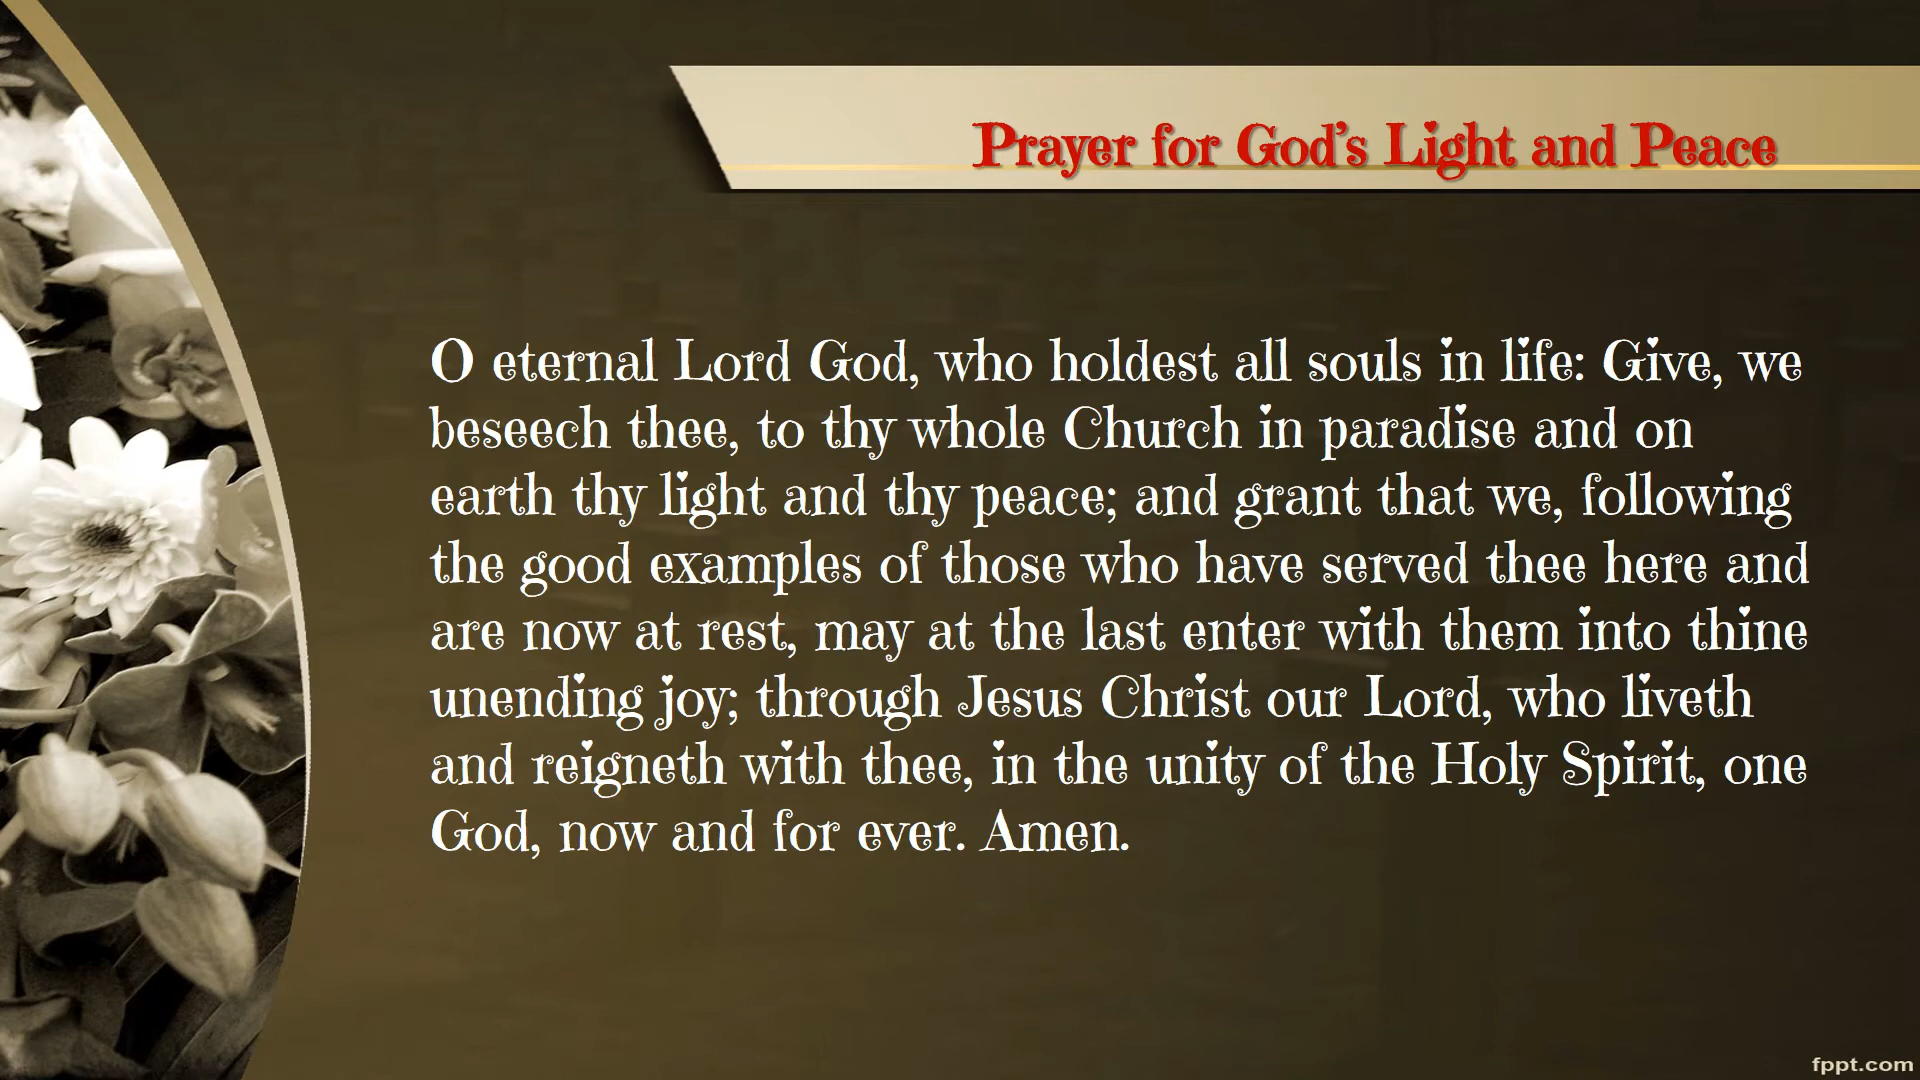 Prayer for God's Light and Peace
O eternal Lord God, who holdest all souls in life: Give, we
beseech thee, to thy whole Church in paradise and on
earth thy light and thy peace; and grant that we, following
the good examples of those who have served thee here and
are now at rest, may at the last enter with them into thine
unending joy; through Jesus Christ our Lord, who liveth
and reigneth with thee, in the unity of the Holy Spirit, one
God, now and for ever. Amen.
fppt.com